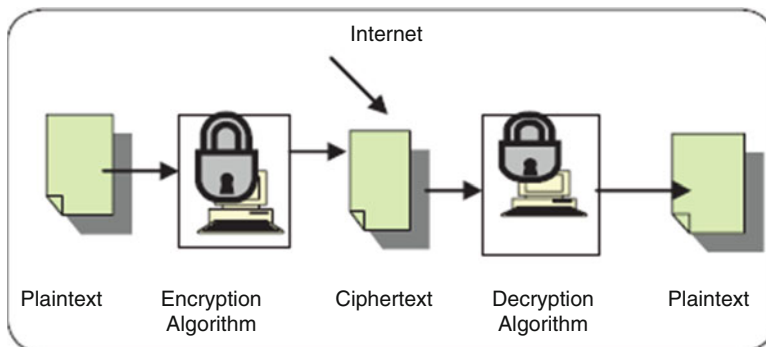 Internet
Plaintext
Encryption
Algorithm
Ciphertext
Decryption
Algorithm
Plaintext